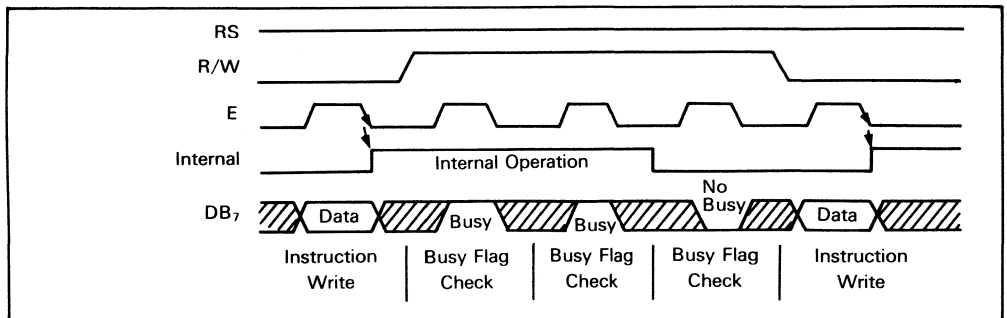 RS
R/W
E
Internal
Internal Operation
DB7
Data
Busy
Busy
No
Busy
Data
Instruction
Write
Busy Flag
Check
Busy Flag
Check
Busy Flag
Check
Instruction
Write